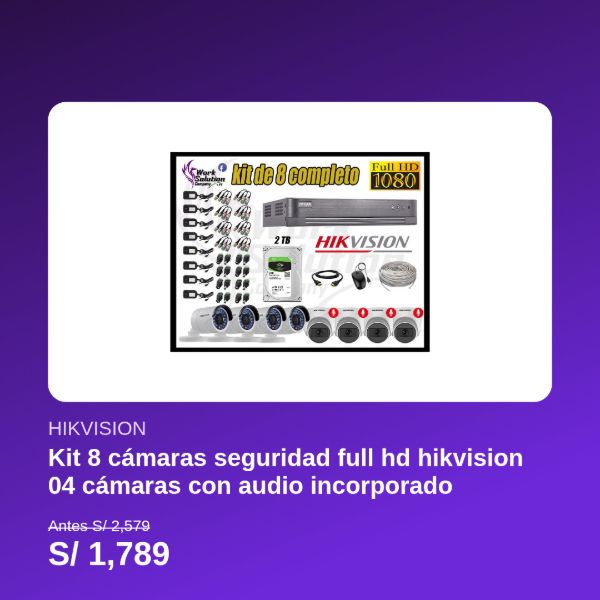 Work
Solution
Company
kit de 8 completo
Full HD
1080
HIKVISION
2 TB
HIKVISION
Kit 8 cámaras seguridad full hd hikvision
04 cámaras con audio incorporado
Antes S/ 2,579
S/ 1,789